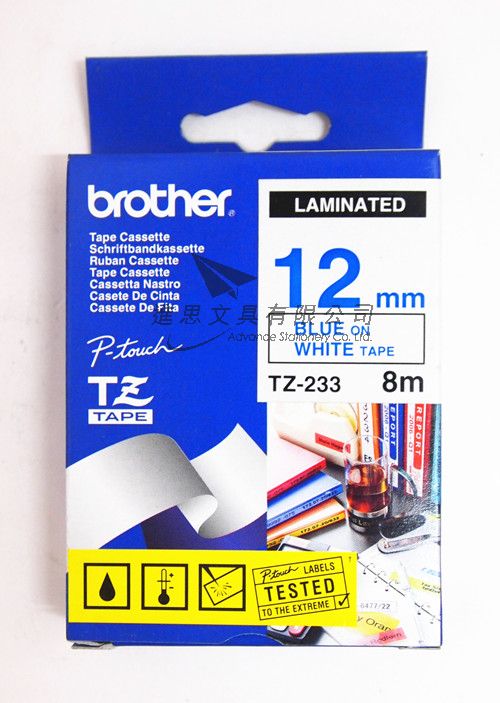 brother®
Tape Cassette
Schriftbandkassette
Ruban Cassette
Tape Cassette
Cassetta Nastro
Casete De Cinta
Cassete De Fita
P-touch
TZ
TAPE
LAMINATED
12 mm
BLUE ON
WHITE TAPE
TZ-233 8m
進思文具有限公司
Advance Stationery Co., Ltd.
REPORT
REPORT
P-touch LABELS
TESTED
TO THE EXTREME